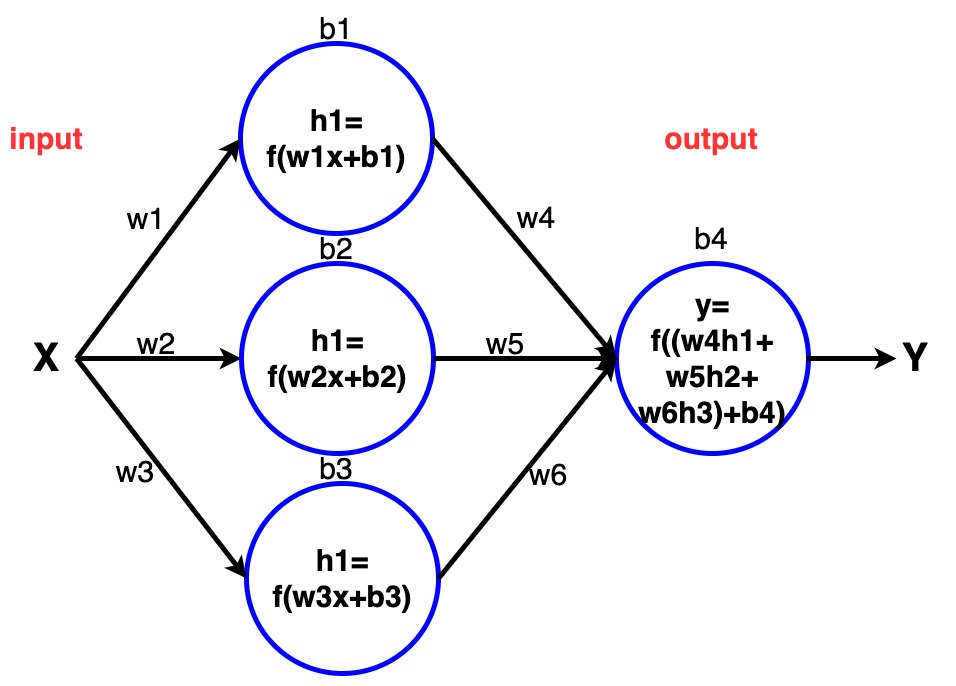 b1
h1=
f(w1x+b1)
input
output
w1
w4
b2
b4
h1=
f(w2x+b2)
y=
f((w4h1+
w5h2+
w6h3)+b4)
X
w2
w5
Y
b3
w3
w6
h1=
f(w3x+b3)